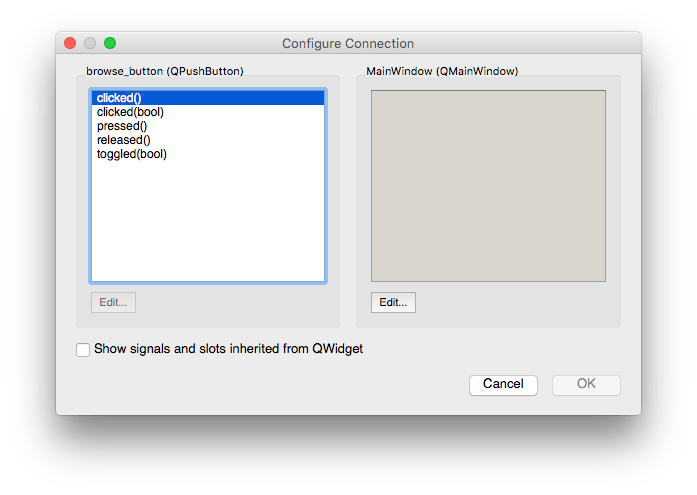 Configure Connection
browse_button (QPushButton)
clicked()
clicked(bool)
pressed()
released()
toggled(bool)
Edit...
MainWindow (QMainWindow)
Edit...
Show signals and slots inherited from QWidget
Cancel
OK